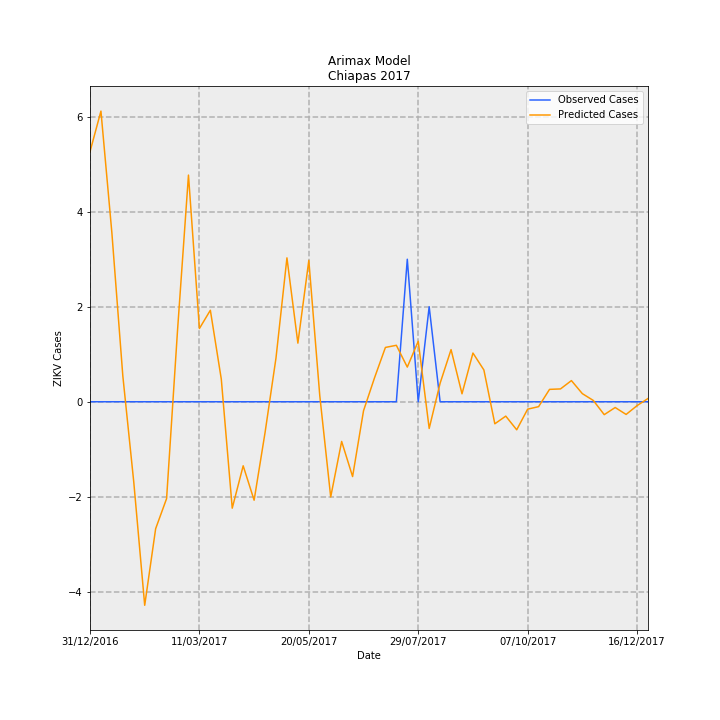 Arimax Model
Chiapas 2017
Observed Cases
Predicted Cases
6
4
2
0
−2
−4
ZIKV Cases
31/12/2016
11/03/2017
20/05/2017
29/07/2017
07/10/2017
16/12/2017
Date